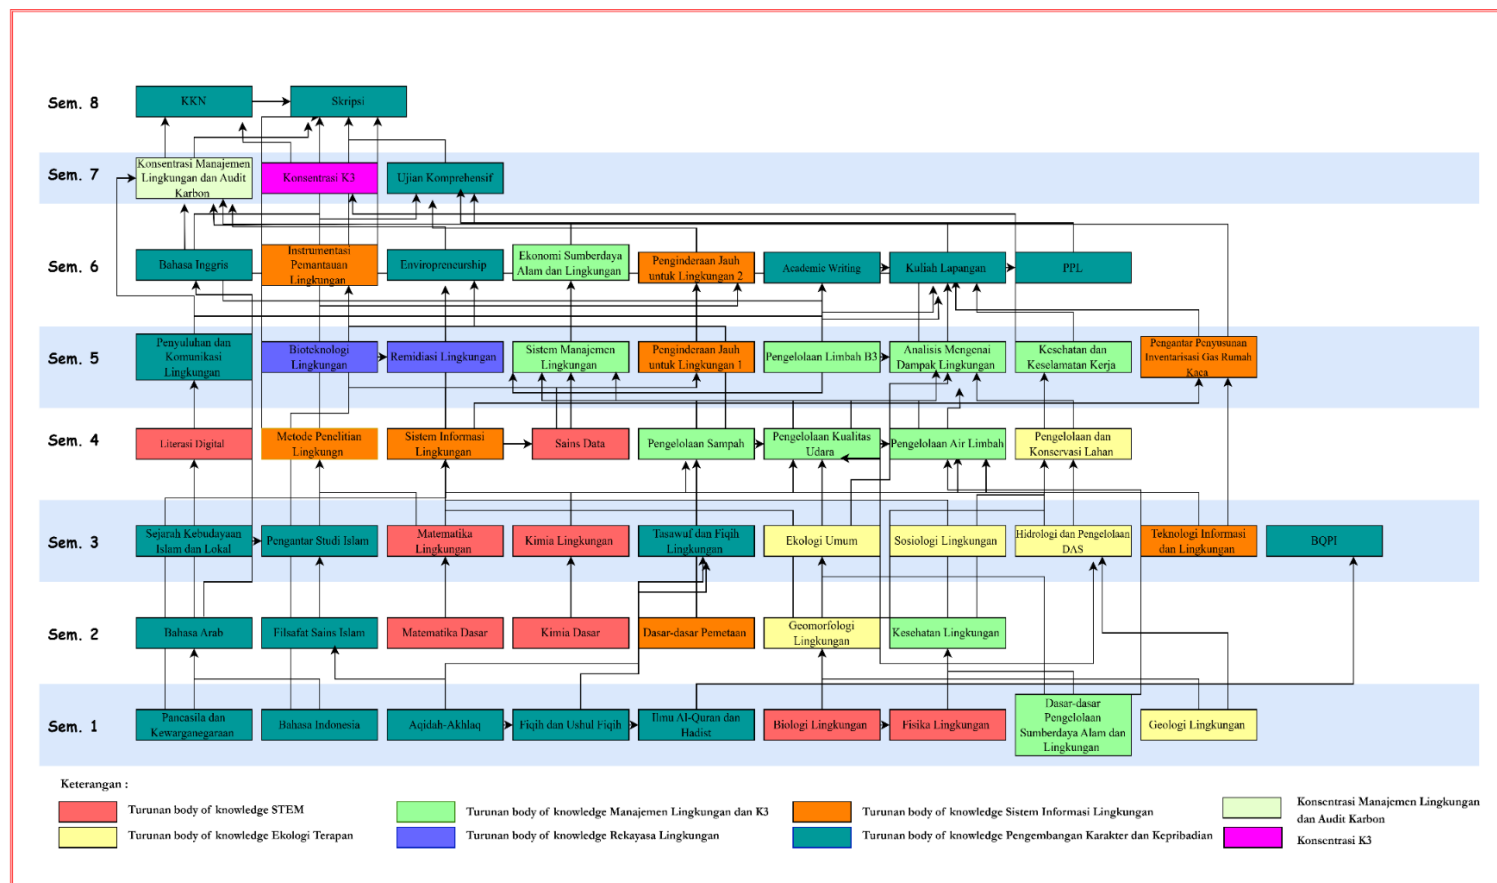 Sem. 8
KKN
Skripsi
Sem. 7
Konsentrasi Manajemen
Lingkungan dan Audit
Karbon
Konsentrasi K3
Ujian Komprehensif
Sem. 6
Bahasa Inggris
Instrumentasi
Pemantauan
Lingkungan
Enviropreneurship
Ekonomi Sumberdaya
Alam dan Lingkungan
Penginderaan Jauh
untuk Lingkungan 2
Academic Writing
Kuliah Lapangan
PPL
Sem. 5
Penyuluhan dan
Komunikasi
Lingkungan
Bioteknologi
Lingkungan
Remidiasi Lingkungan
Sistem Manajemen
Lingkungan
Penginderaan Jauh
untuk Lingkungan 1
Pengelolaan Limbah B3
Analisis Mengenai
Dampak Lingkungan
Kesehatan dan
Keselamatan Kerja
Pengantar Penyusunan
Inventarisasi Gas Rumah
Kaca
Sem. 4
Literasi Digital
Metode Penelitian
Lingkungn
Sistem Informasi
Lingkungan
Sains Data
Pengelolaan Sampah
Pengelolaan Kualitas
Udara
Pengelolaan Air Limbah
Pengelolaan dan
Konservasi Lahan
Sem. 3
Sejarah Kebudayaan
Islam dan Lokal
Pengantar Studi Islam
Matematika
Lingkungan
Kimia Lingkungan
Tasawuf dan Fiqih
Lingkungan
Ekologi Umum
Sosiologi Lingkungan
Hidrologi dan Pengelolaan
DAS
Teknologi Informasi
dan Lingkungan
BQPI
Sem. 2
Bahasa Arab
Filsafat Sains Islam
Matematika Dasar
Kimia Dasar
Dasar-dasar Pemetaan
Geomorfologi
Lingkungan
Kesehatan Lingkungan
Sem. 1
Pancasila dan
Kewarganegaraan
Bahasa Indonesia
Aqidah-Akhlaq
Fiqih dan Ushul Fiqih
Ilmu Al-Quran dan
Hadist
Biologi Lingkungan
Fisika Lingkungan
Dasar-dasar
Pengelolaan
Sumberdaya Alam dan
Lingkungan
Geologi Lingkungan
Keterangan :
Turunan body of knowledge STEM
Turunan body of knowledge Manajemen Lingkungan dan K3
Turunan body of knowledge Sistem Informasi Lingkungan
Konsentrasi Manajemen Lingkungan
dan Audit Karbon
Turunan body of knowledge Ekologi Terapan
Turunan body of knowledge Rekayasa Lingkungan
Turunan body of knowledge Pengembangan Karakter dan Kepribadian
Konsentrasi K3